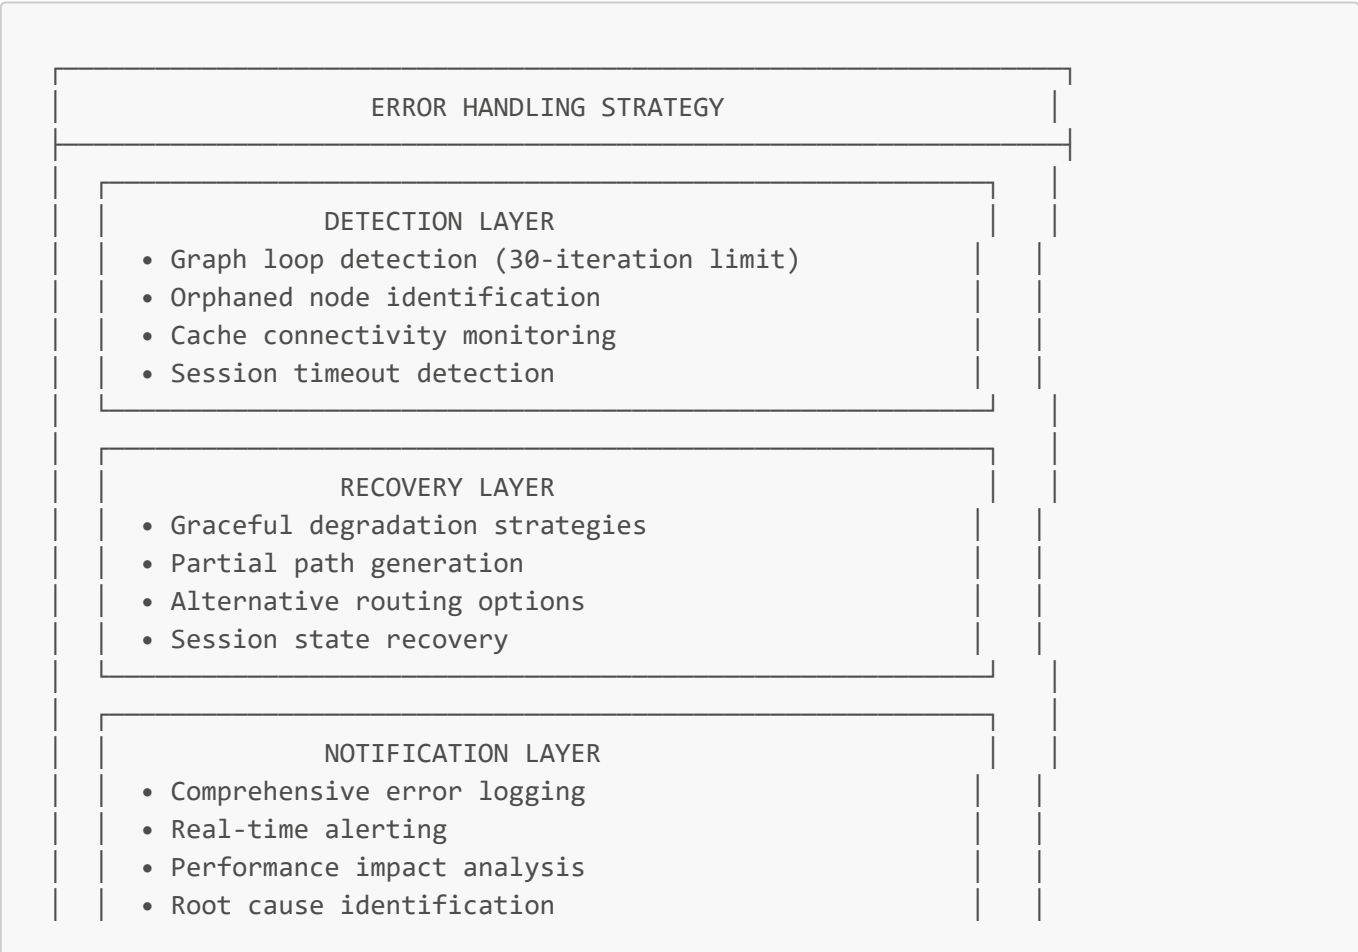 ERROR HANDLING STRATEGY
DETECTION LAYER
• Graph loop detection (30-iteration limit)
• Orphaned node identification
• Cache connectivity monitoring
• Session timeout detection
RECOVERY LAYER
• Graceful degradation strategies
• Partial path generation
• Alternative routing options
• Session state recovery
NOTIFICATION LAYER
• Comprehensive error logging
• Real-time alerting
• Performance impact analysis
• Root cause identification